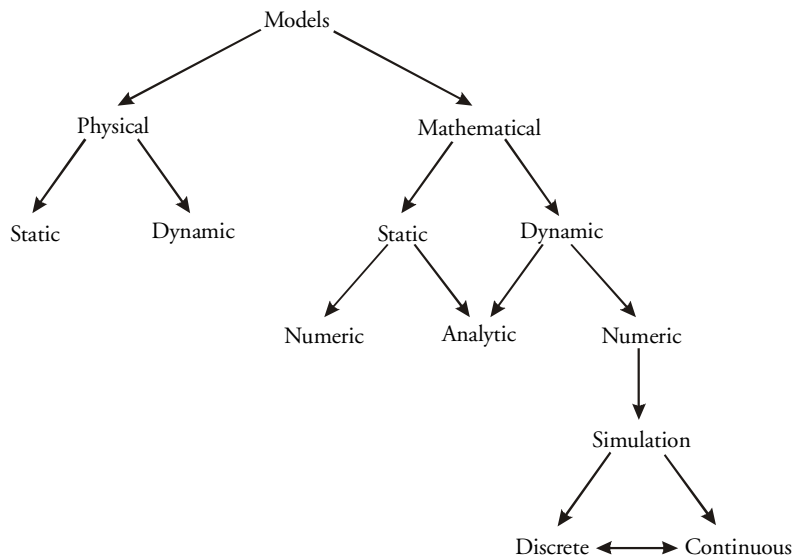 Models
Physical
Mathematical
Static
Dynamic
Static
Dynamic
Numeric
Analytic
Numeric
Simulation
Discrete
Continuous